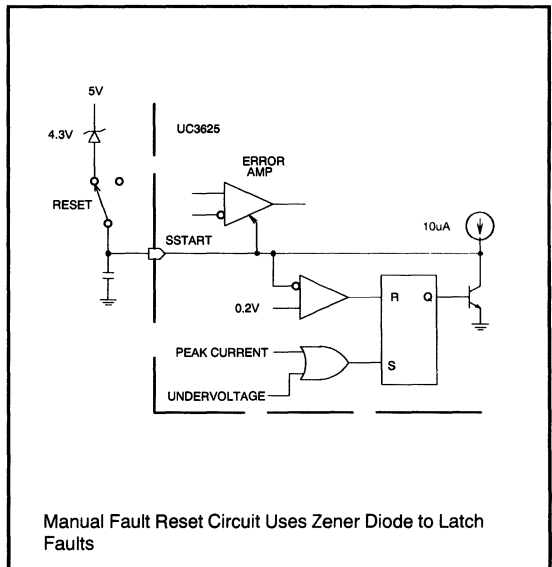 5V
4.3V
UC3625
ERROR
AMP
RESET
10uA
SSTART
0.2V
R
Q
PEAK CURRENT
S
UNDERVOLTAGE
Manual Fault Reset Circuit Uses Zener Diode to Latch
Faults